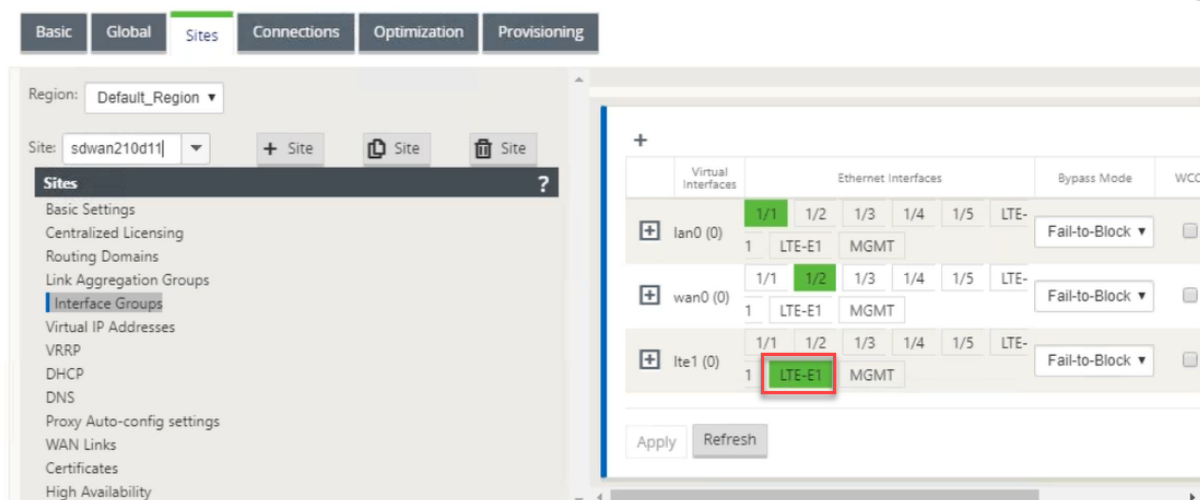 Basic Global Sites Connections Optimization Provisioning
Region: Default_Region ▼
Site: sdwan210d11 + Site Site Site
Sites ?
Basic Settings
Centralized Licensing
Routing Domains
Link Aggregation Groups
Interface Groups
Virtual IP Addresses
VRRP
DHCP
DNS
Proxy Auto-config settings
WAN Links
Certificates
High Availability
+
Virtual Interfaces Ethernet Interfaces Bypass Mode WCC
lan0 (0) 1/1 1/2 1/3 1/4 1/5 LTE-
1 LTE-E1 MGMT Fail-to-Block ▼
wan0 (0) 1/1 1/2 1/3 1/4 1/5 LTE-
1 LTE-E1 MGMT Fail-to-Block ▼
lte1 (0) 1/1 1/2 1/3 1/4 1/5 LTE-
1 LTE-E1 MGMT Fail-to-Block ▼
Apply Refresh